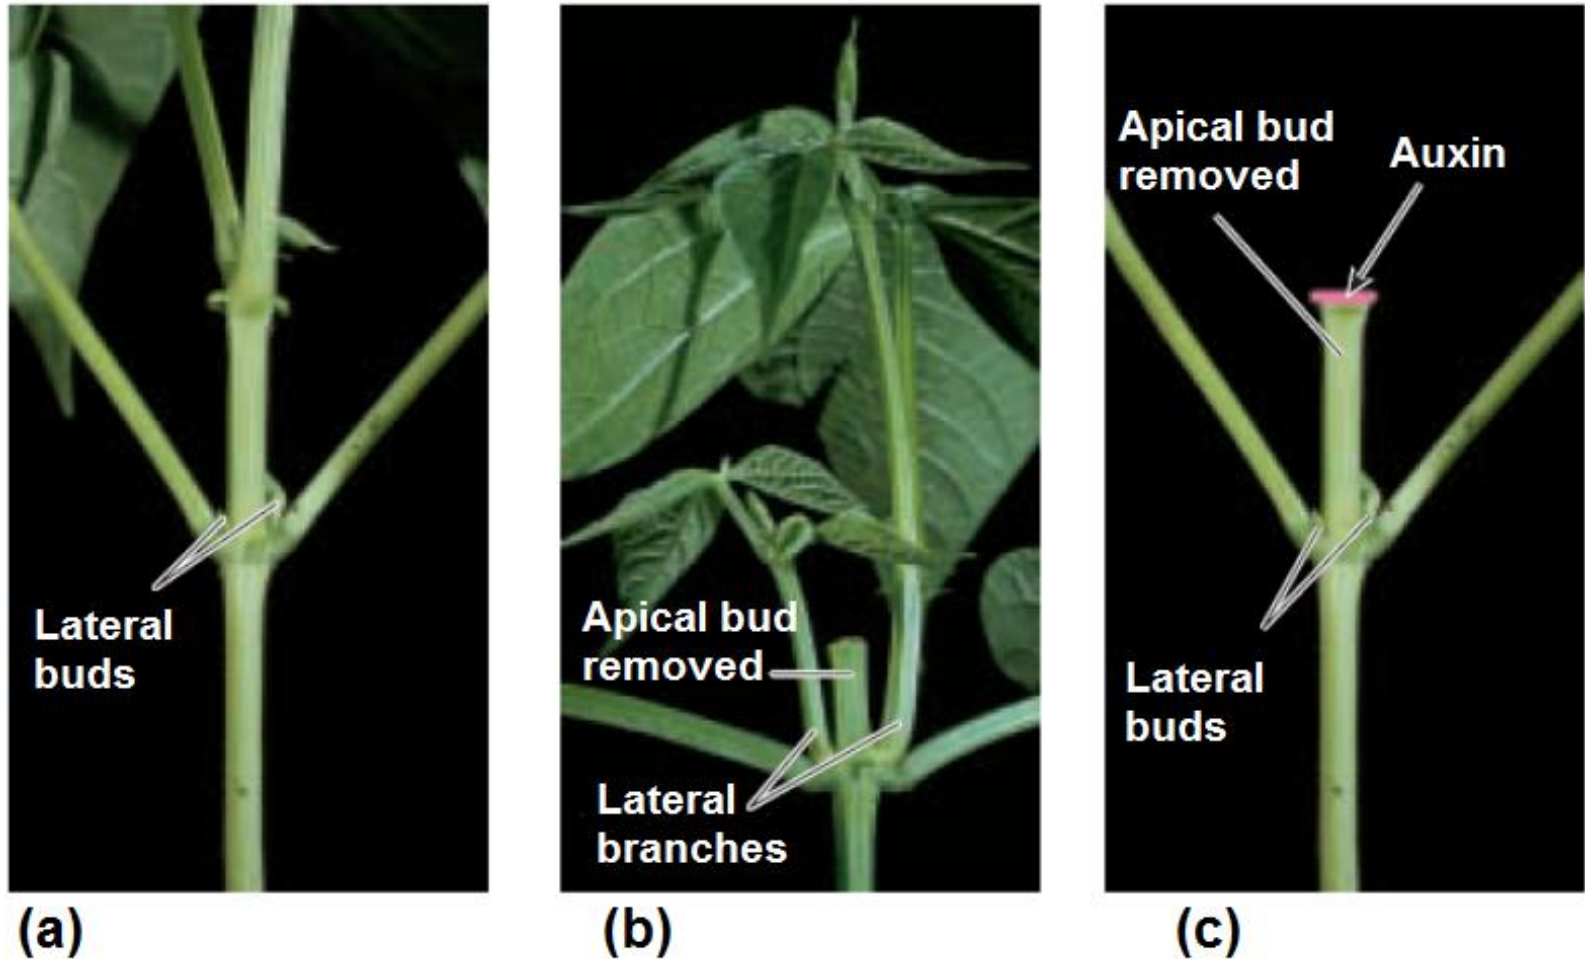 Lateral
buds
(a)
Apical bud
removed
Lateral
branches
(b)
Apical bud
removed
Auxin
Lateral
buds
(c)